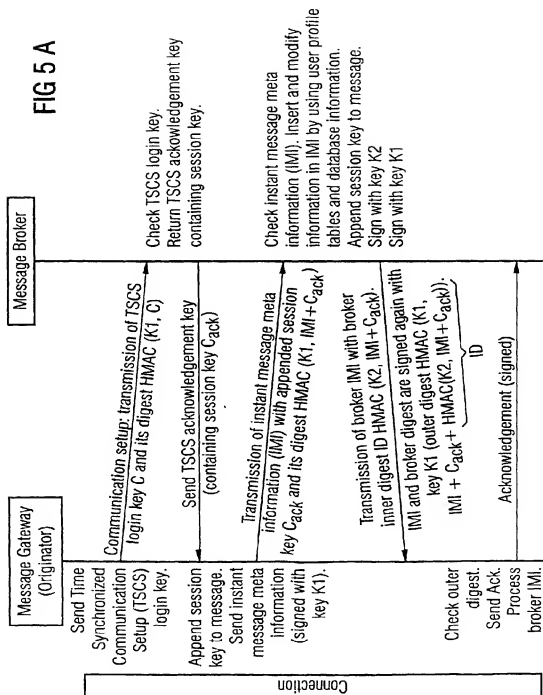 FIG 5 A
Message Gateway
(Originator)
Message Broker
Send Time
Synchronized
Communication
Setup (TSCS)
login key.
Communication setup: transmission of TSCS
login key C and its digest HMAC (K1, C)
Check TSCS login key.
Return TSCS acknowledgement key
containing session key.
Send TSCS acknowledgement key
(containing session key Cack)
Append session
key to message.
Send instant
message meta
information
(signed with
key K1).
Transmission of instant message meta
information (IMI) with appended session
key Cack and its digest HMAC (K1, IMI+Cack)
Check instant message meta
information (IMI). Insert and modify
information in IMI by using user profile
tables and database information.
Append session key to message.
Sign with key K2
Sign with key K1
Transmission of broker IMI with broker
inner digest ID HMAC (K2, IMI+Cack).
IMI and broker digest are signed again with
key K1 (outer digest HMAC (K1,
IMI + Cack + HMAC(K2, IMI+Cack)).
ID
Check outer
digest.
Send Ack.
Process
broker IMI.
Acknowledgement (signed)
Connection